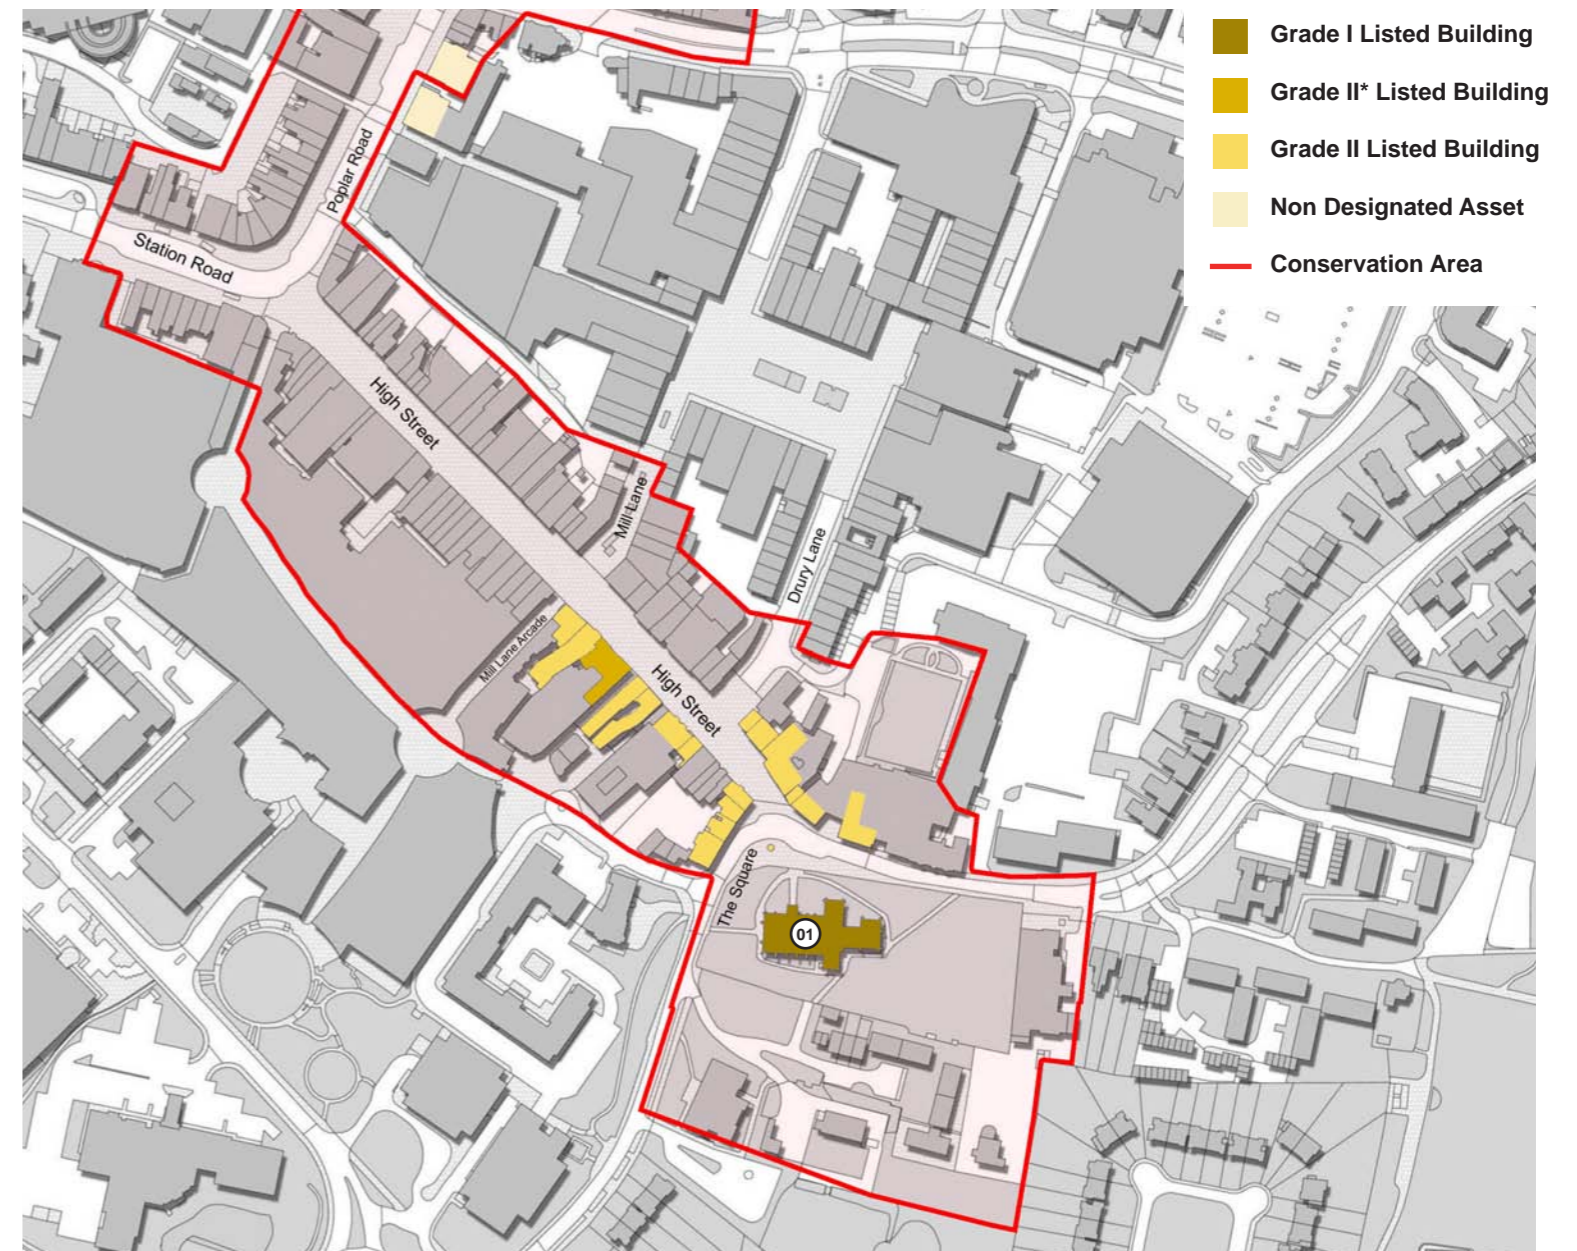 Grade I Listed Building
Grade II* Listed Building
Grade II Listed Building
Non Designated Asset
Conservation Area
Poplar Road
Station Road
High Street
Mill Lane
Drury Lane
Mill Lane Arcade
High Street
The Square
01